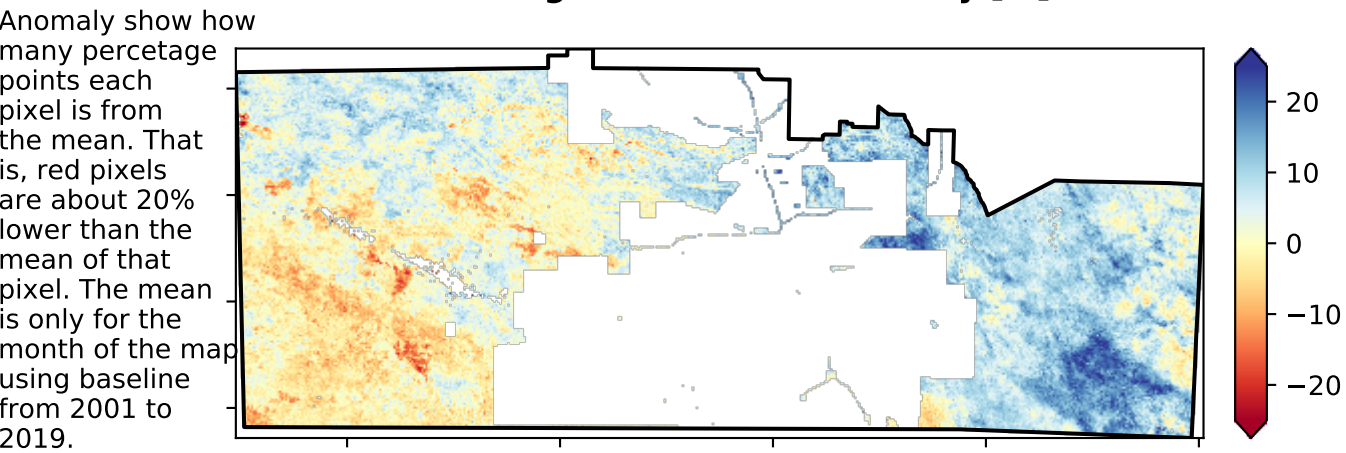 Anomaly show how
many percetage
points each
pixel is from
the mean. That
is, red pixels
are about 20%
lower than the
mean of that
pixel. The mean
is only for the
month of the map
using baseline
from 2001 to
2019.
20
10
0
−10
−20